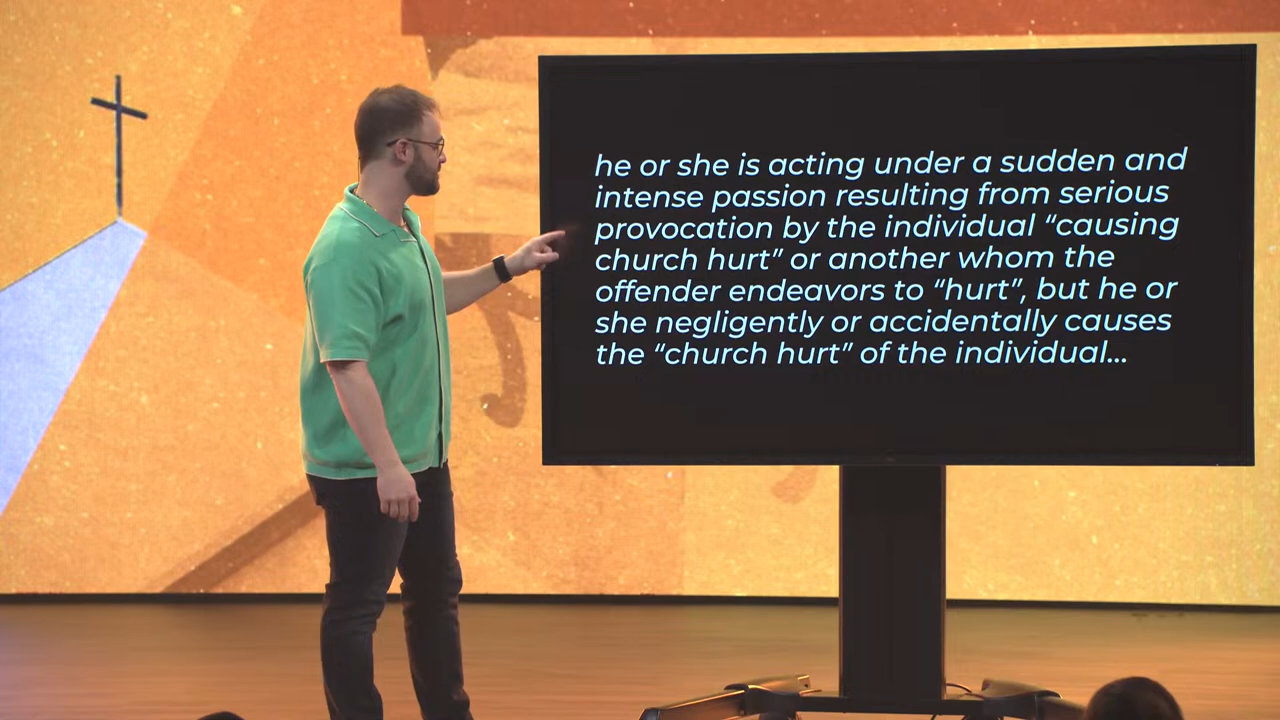 he or she is acting under a sudden and
intense passion resulting from serious
provocation by the individual “causing
church hurt” or another whom the
offender endeavors to “hurt”, but he or
she negligently or accidentally causes
the “church hurt” of the individual...